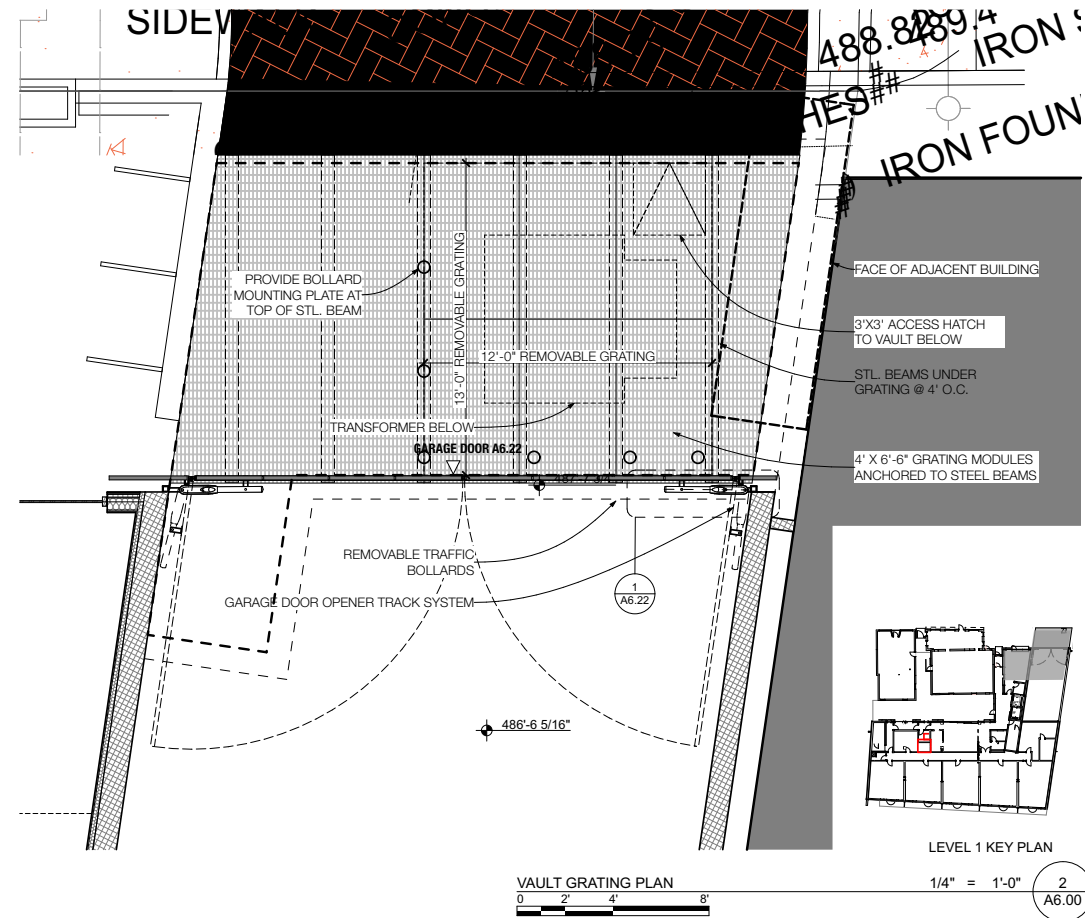 SIDEW
488.82
489.4
IRON S
HES##
IRON FOUN
PROVIDE BOLLARD
MOUNTING PLATE AT
TOP OF STL. BEAM
13'-0" REMOVABLE GRATING
12'-0" REMOVABLE GRATING
FACE OF ADJACENT BUILDING
3'X3' ACCESS HATCH
TO VAULT BELOW
STL. BEAMS UNDER
GRATING @ 4' O.C.
TRANSFORMER BELOW
GARAGE DOOR A6.22
4' X 6'-6" GRATING MODULES
ANCHORED TO STEEL BEAMS
REMOVABLE TRAFFIC
BOLLARDS
GARAGE DOOR OPENER TRACK SYSTEM
1
A6.22
486'-6 5/16"
LEVEL 1 KEY PLAN
VAULT GRATING PLAN
1/4" = 1'-0"
2
A6.00
0 2' 4' 8'